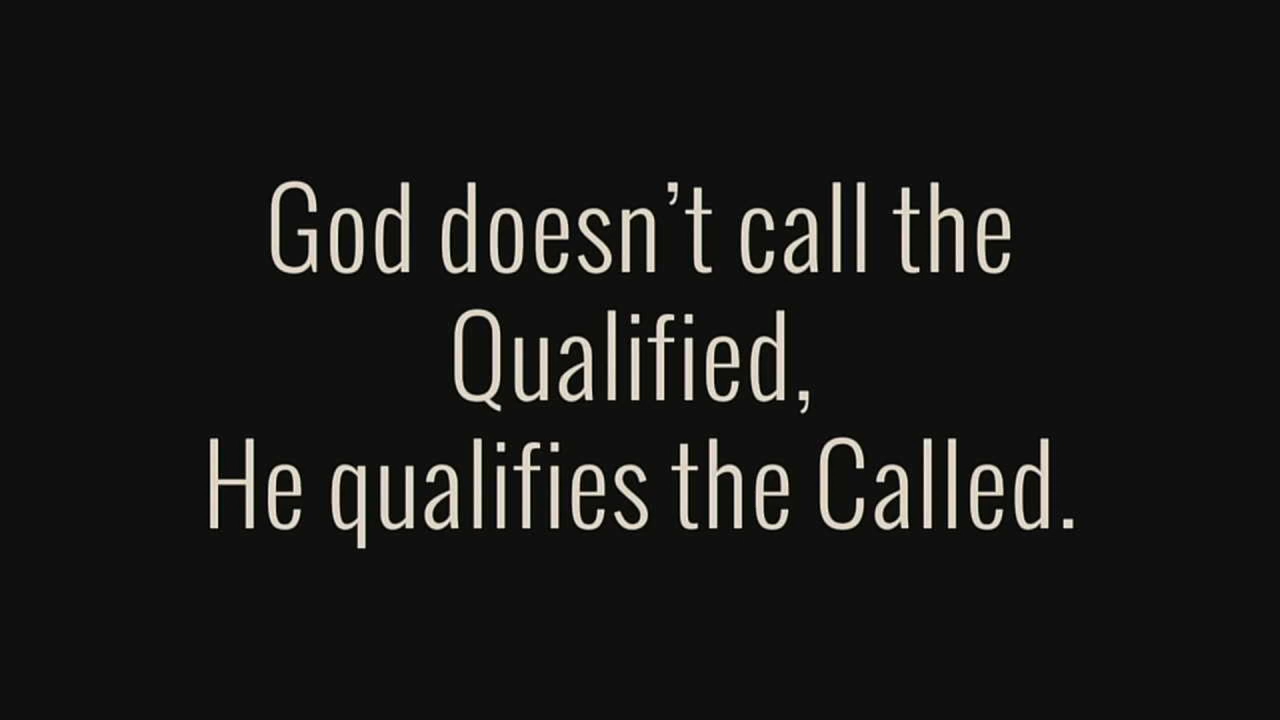 God doesn’t call the
Qualified,
He qualifies the Called.